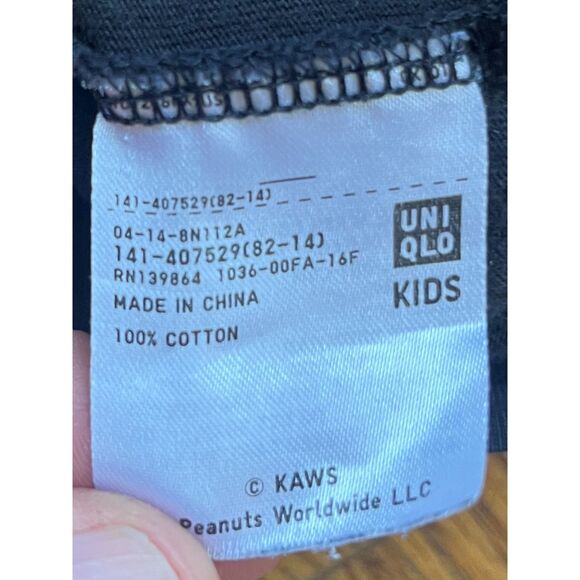 141-407529(82-14)
04-14-8N112A
141-407529(82-14)
RN139864 1036-00FA-16F
MADE IN CHINA
100% COTTON
UNI
QLO
KIDS
© KAWS
Peanuts Worldwide LLC